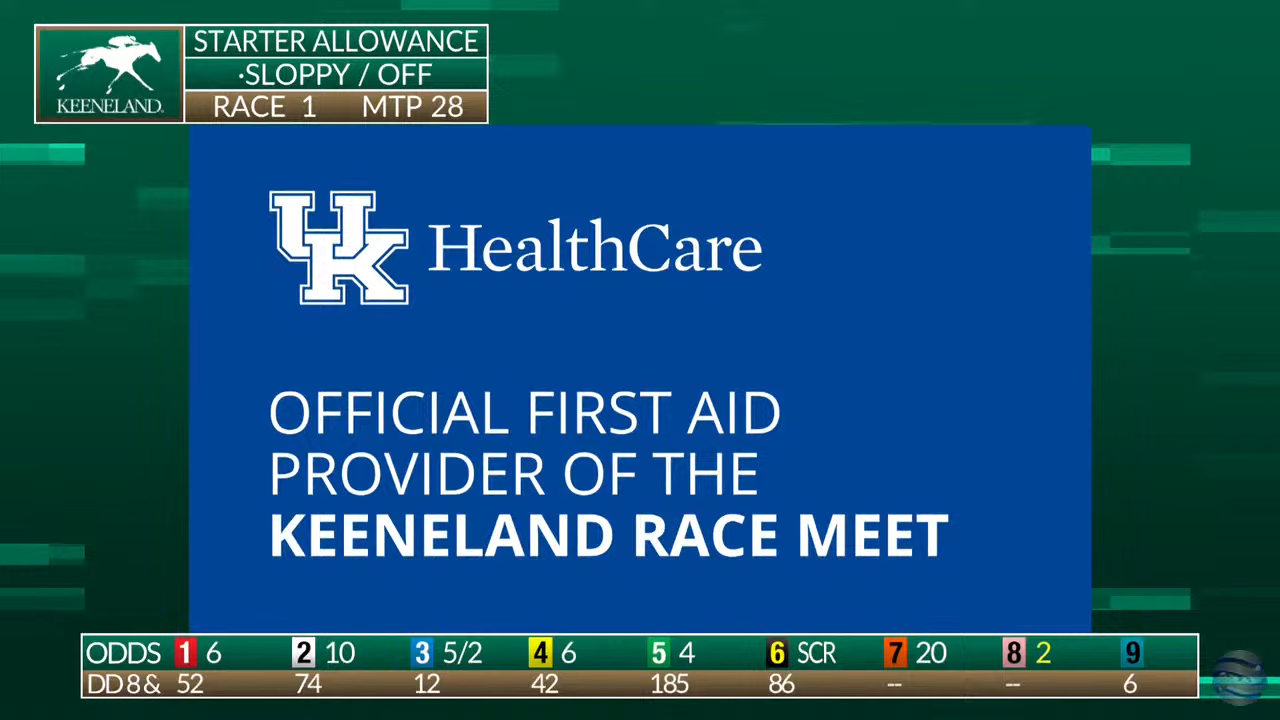 STARTER ALLOWANCE
·SLOPPY / OFF
RACE 1 MTP 28
KEENELAND
UK HealthCare
OFFICIAL FIRST AID
PROVIDER OF THE
KEENELAND RACE MEET
ODDS 1 6 2 10 3 5/2 4 6 5 4 6 SCR 7 20 8 2 9
DD 8 & 52 74 12 42 185 86 -- -- 6